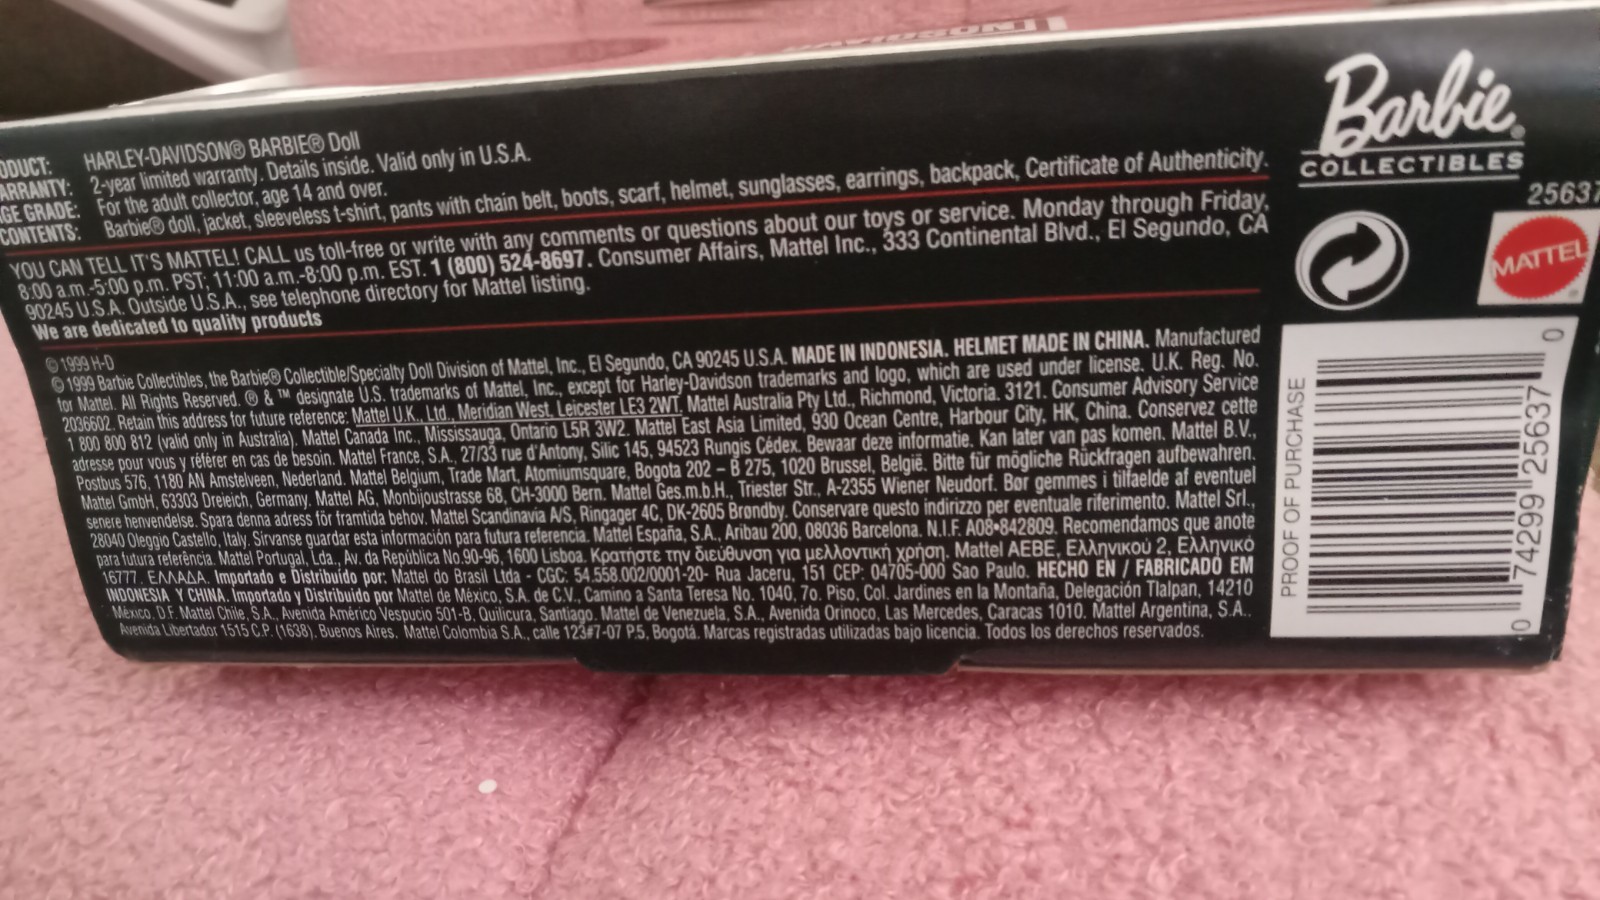 ODUCT: HARLEY-DAVIDSON® BARBIE® Doll
ARRANTY: 2-year limited warranty. Details inside. Valid only in U.S.A.
GE GRADE: For the adult collector, age 14 and over.
CONTENTS: Barbie® doll, jacket, sleeveless t-shirt, pants with chain belt, boots, scarf, helmet, sunglasses, earrings, backpack, Certificate of Authenticity.
YOU CAN TELL IT'S MATTEL! CALL us toll-free or write with any comments or questions about our toys or service. Monday through Friday,
8:00 a.m.-5:00 p.m. PST; 11:00 a.m.-8:00 p.m. EST. 1 (800) 524-8697. Consumer Affairs, Mattel Inc., 333 Continental Blvd., El Segundo, CA
90245 U.S.A. Outside U.S.A., see telephone directory for Mattel listing.
We are dedicated to quality products
© 1999 H-D
© 1999 Barbie Collectibles, the Barbie® Collectible/Specialty Doll Division of Mattel, Inc., El Segundo, CA 90245 U.S.A. MADE IN INDONESIA. HELMET MADE IN CHINA. Manufactured
for Mattel. All Rights Reserved. ® & ™ designate U.S. trademarks of Mattel, Inc., except for Harley-Davidson trademarks and logo, which are used under license. U.K. Reg. No.
2036602. Retain this address for future reference: Mattel U.K., Ltd., Meridian West, Leicester LE3 2WT. Mattel Australia Pty Ltd., Richmond, Victoria. 3121. Consumer Advisory Service
1 800 800 812 (valid only in Australia). Mattel Canada Inc., Mississauga, Ontario L5R 3W2. Mattel East Asia Limited, 930 Ocean Centre, Harbour City, HK, China. Conservez cette
adresse pour vous y référer en cas de besoin. Mattel France, S.A., 27/33 rue d'Antony, Silic 145, 94523 Rungis Cédex. Bewaar deze informatie. Kan later van pas komen. Mattel B.V.,
Postbus 576, 1180 AN Amstelveen, Nederland. Mattel Belgium, Trade Mart, Atomiumsquare, Bogota 202 – B 275, 1020 Brussel, België. Bitte für mögliche Rückfragen aufbewahren.
Mattel GmbH, 63303 Dreieich, Germany. Mattel AG, Monbijoustrasse 68, CH-3000 Bern. Mattel Ges.m.b.H., Triester Str., A-2355 Wiener Neudorf. Bør gemmes i tilfaelde af eventuel
senere henvendelse. Spara denna adress för framtida behov. Mattel Scandinavia A/S, Ringager 4C, DK-2605 Brøndby. Conservare questo indirizzo per eventuale riferimento. Mattel Srl.,
28040 Oleggio Castello, Italy. Sírvanse guardar esta información para futura referencia. Mattel España, S.A., Aribau 200, 08036 Barcelona. N.I.F. A08•842809. Recomendamos que anote
para futura referência. Mattel Portugal, Lda., Av. da República No.90-96, 1600 Lisboa. Κρατήστε την διεύθυνση για μελλοντική χρήση. Mattel AEBE, Ελληνικού 2, Ελληνικό
16777. ΕΛΛΑΔΑ. Importado e Distribuido por: Mattel do Brasil Ltda - CGC: 54.558.002/0001-20- Rua Jaceru, 151 CEP: 04705-000 Sao Paulo. HECHO EN / FABRICADO EM
INDONESIA Y CHINA. Importado y Distribuido por Mattel de México, S.A. de C.V., Camino a Santa Teresa No. 1040, 7o. Piso, Col. Jardines en la Montaña, Delegación Tlalpan, 14210
México, D.F. Mattel Chile, S.A., Avenida Américo Vespucio 501-B, Quilicura, Santiago. Mattel de Venezuela, S.A., Avenida Orinoco, Las Mercedes, Caracas 1010. Mattel Argentina, S.A.,
Avenida Libertador 1515 C.P. (1638), Buenos Aires. Mattel Colombia S.A., calle 123#7-07 P.5, Bogotá. Marcas registradas utilizadas bajo licencia. Todos los derechos reservados.
Barbie®
COLLECTIBLES
25637
MATTEL®
PROOF OF PURCHASE
0 74299 25637 0